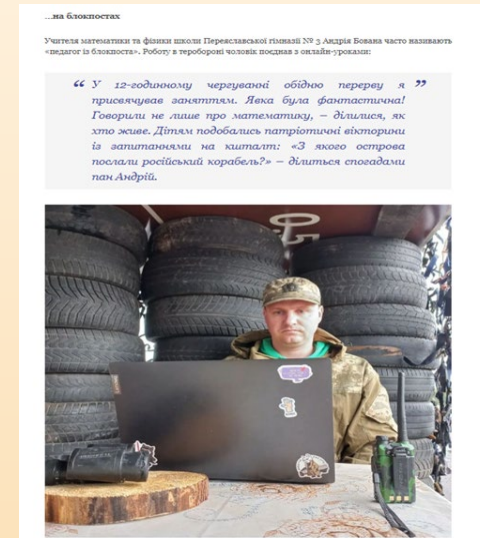 ...на блокпостах
Учителя математики та фізики школи Переяславської гімназії № 3 Андрія Бована часто називають
«педагог із блокпоста». Роботу в теробороні чоловік поєднав з онлайн-уроками:
“ У 12-годинному чергуванні обідню перерву я ”
присвячував заняттям. Явка була фантастична!
Говорили не лише про математику, – ділилися, як
хто живе. Дітям подобались патріотичні вікторини
із запитаннями на кшталт: «З якого острова
послали російський корабель?» – ділиться спогадами
пан Андрій.